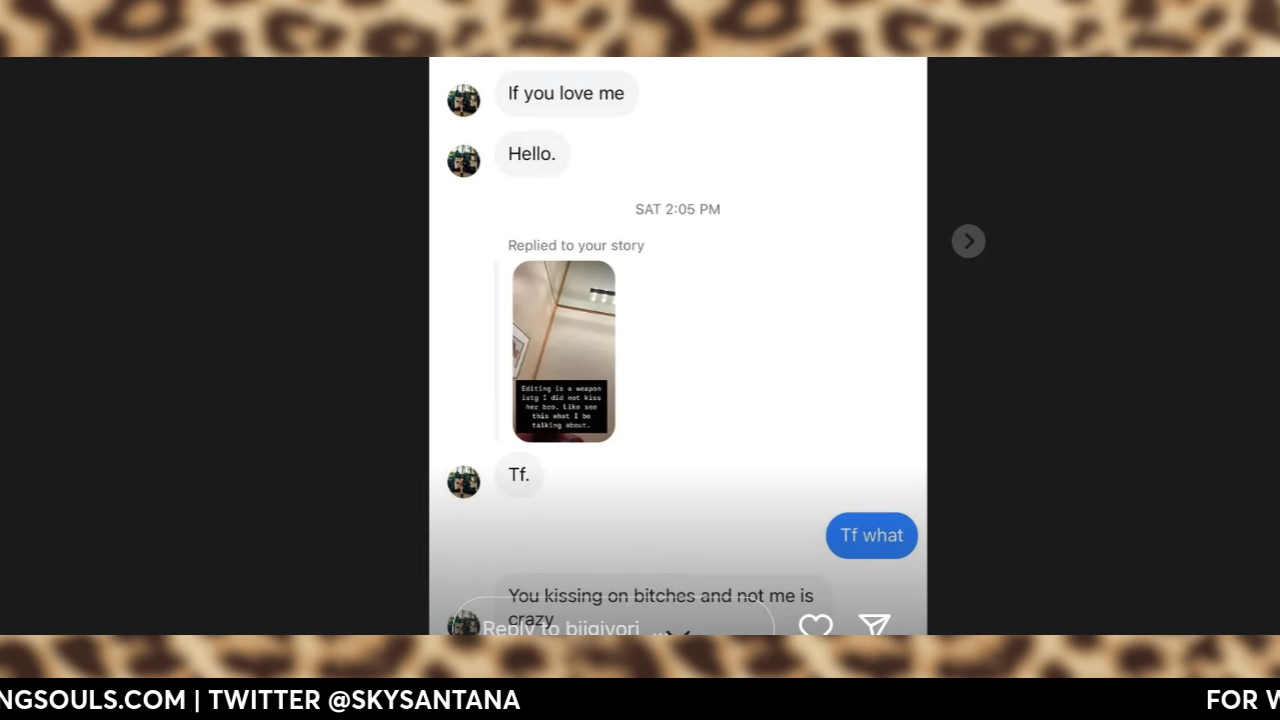 If you love me
Hello.
SAT 2:05 PM
Replied to your story
Editing is a weapon
istg I did not kiss
her bro. Like see
this what I be
talking about.
Tf.
Tf what
You kissing on bitches and not me is
crazy
Reply to bijgivori
NGSOULS.COM | TWITTER @SKYSANTANA
FOR W